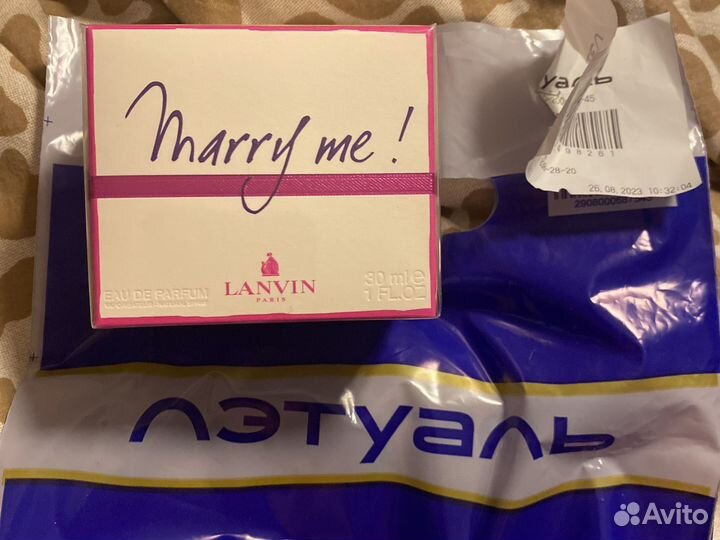 Marry me!
LANVIN
PARIS
EAU DE PARFUM
30 ml e
1 FL.OZ
98261
26.08.2023 10:32:04
ЛЭТУАЛЬ
Avito